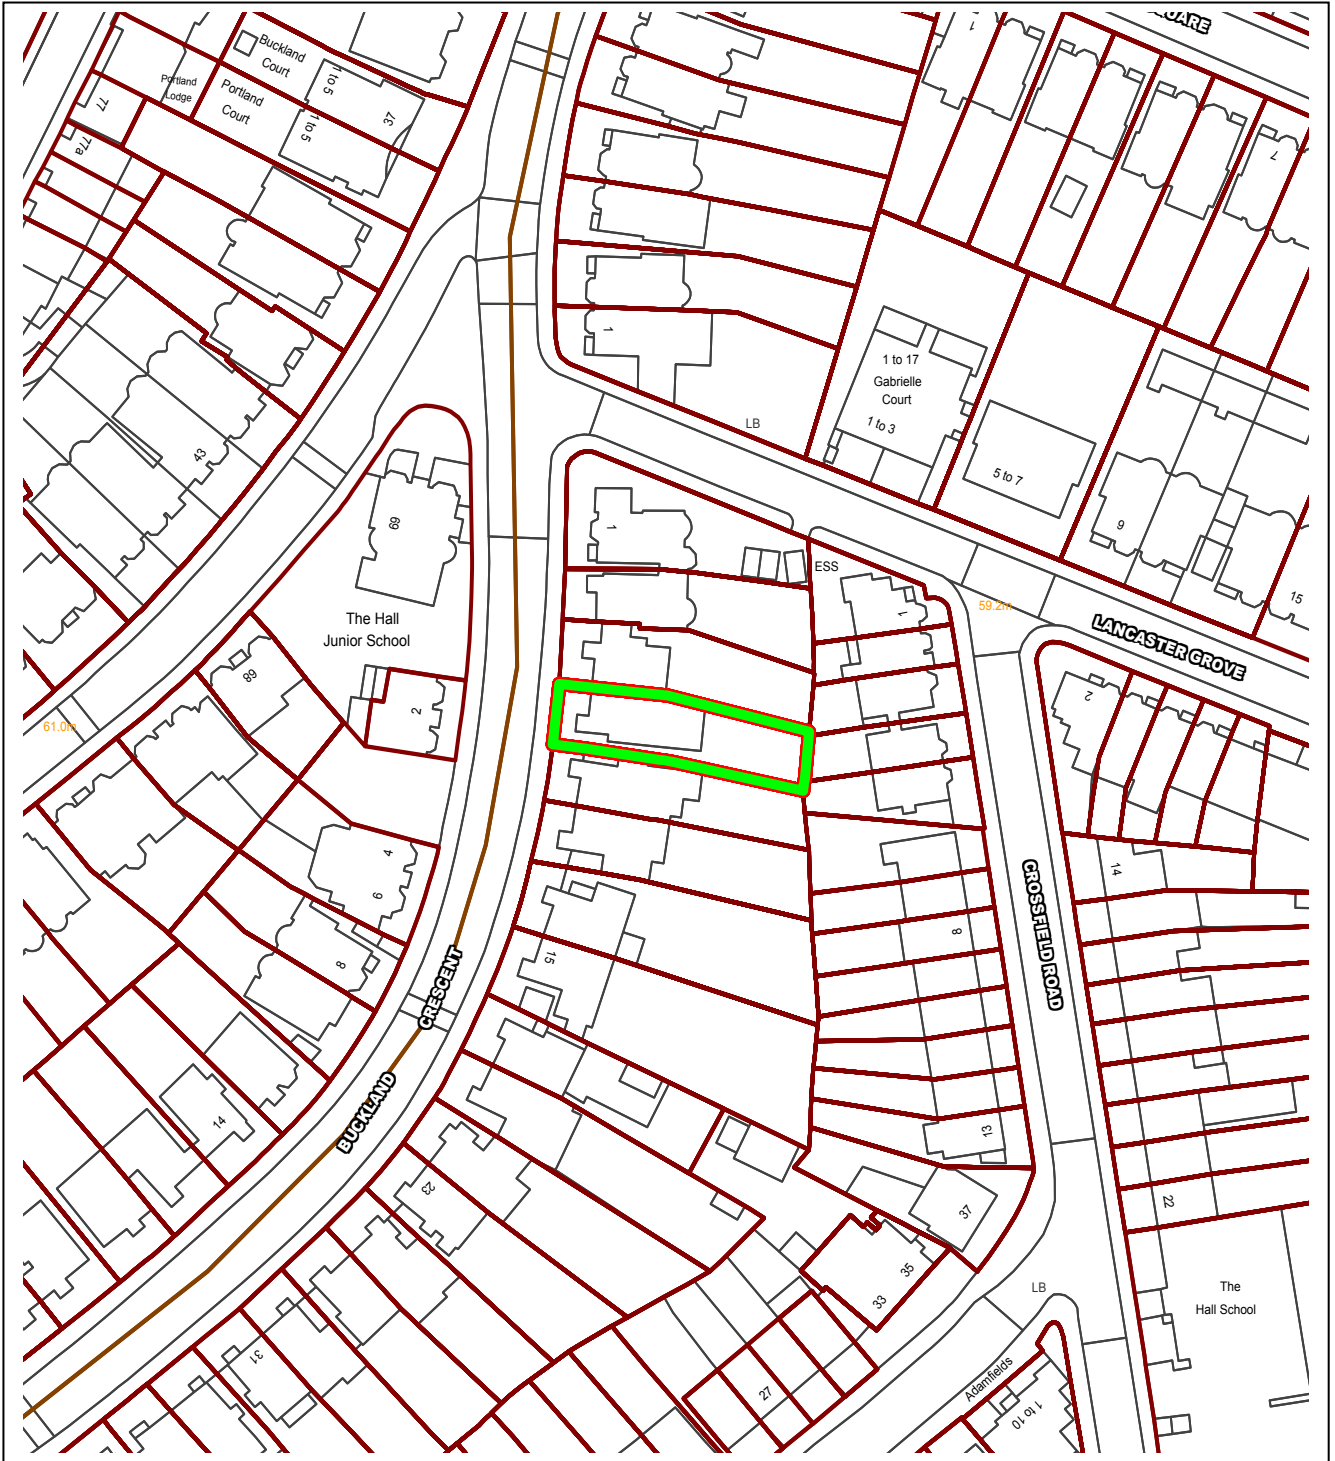 UARE
1
Buckland
Court
1 to 5
37
Portland
Lodge
Portland
Court
1 to 5
77
77a
7
1
1 to 17
Gabrielle
Court
1 to 3
LB
43
5 to 7
9
69
1
ESS
1
59.2m
15
The Hall
Junior School
LANCASTER GROVE
68
2
2
61.0m
4
6
14
CROSSFIELD ROAD
8
8
15
BUCKLAND CRESCENT
14
13
23
22
37
35
33
The
Hall School
LB
31
27
Adamfields
1 to 10